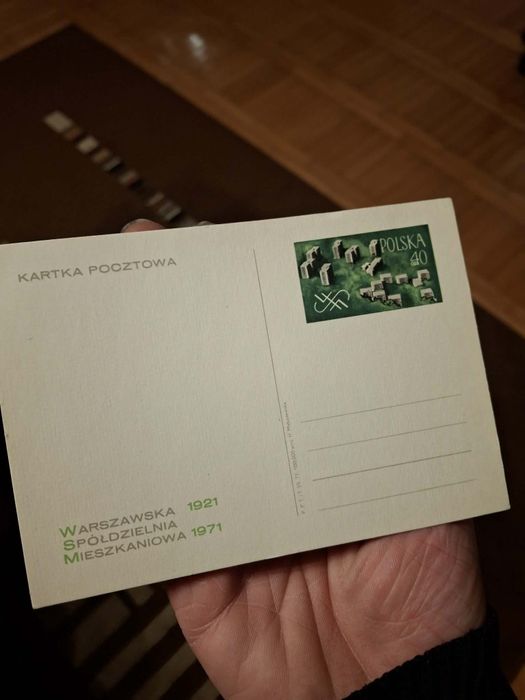 KARTKA POCZTOWA
POLSKA
40
GR
WARSZAWSKA 1921
SPÓŁDZIELNIA
MIESZKANIOWA 1971